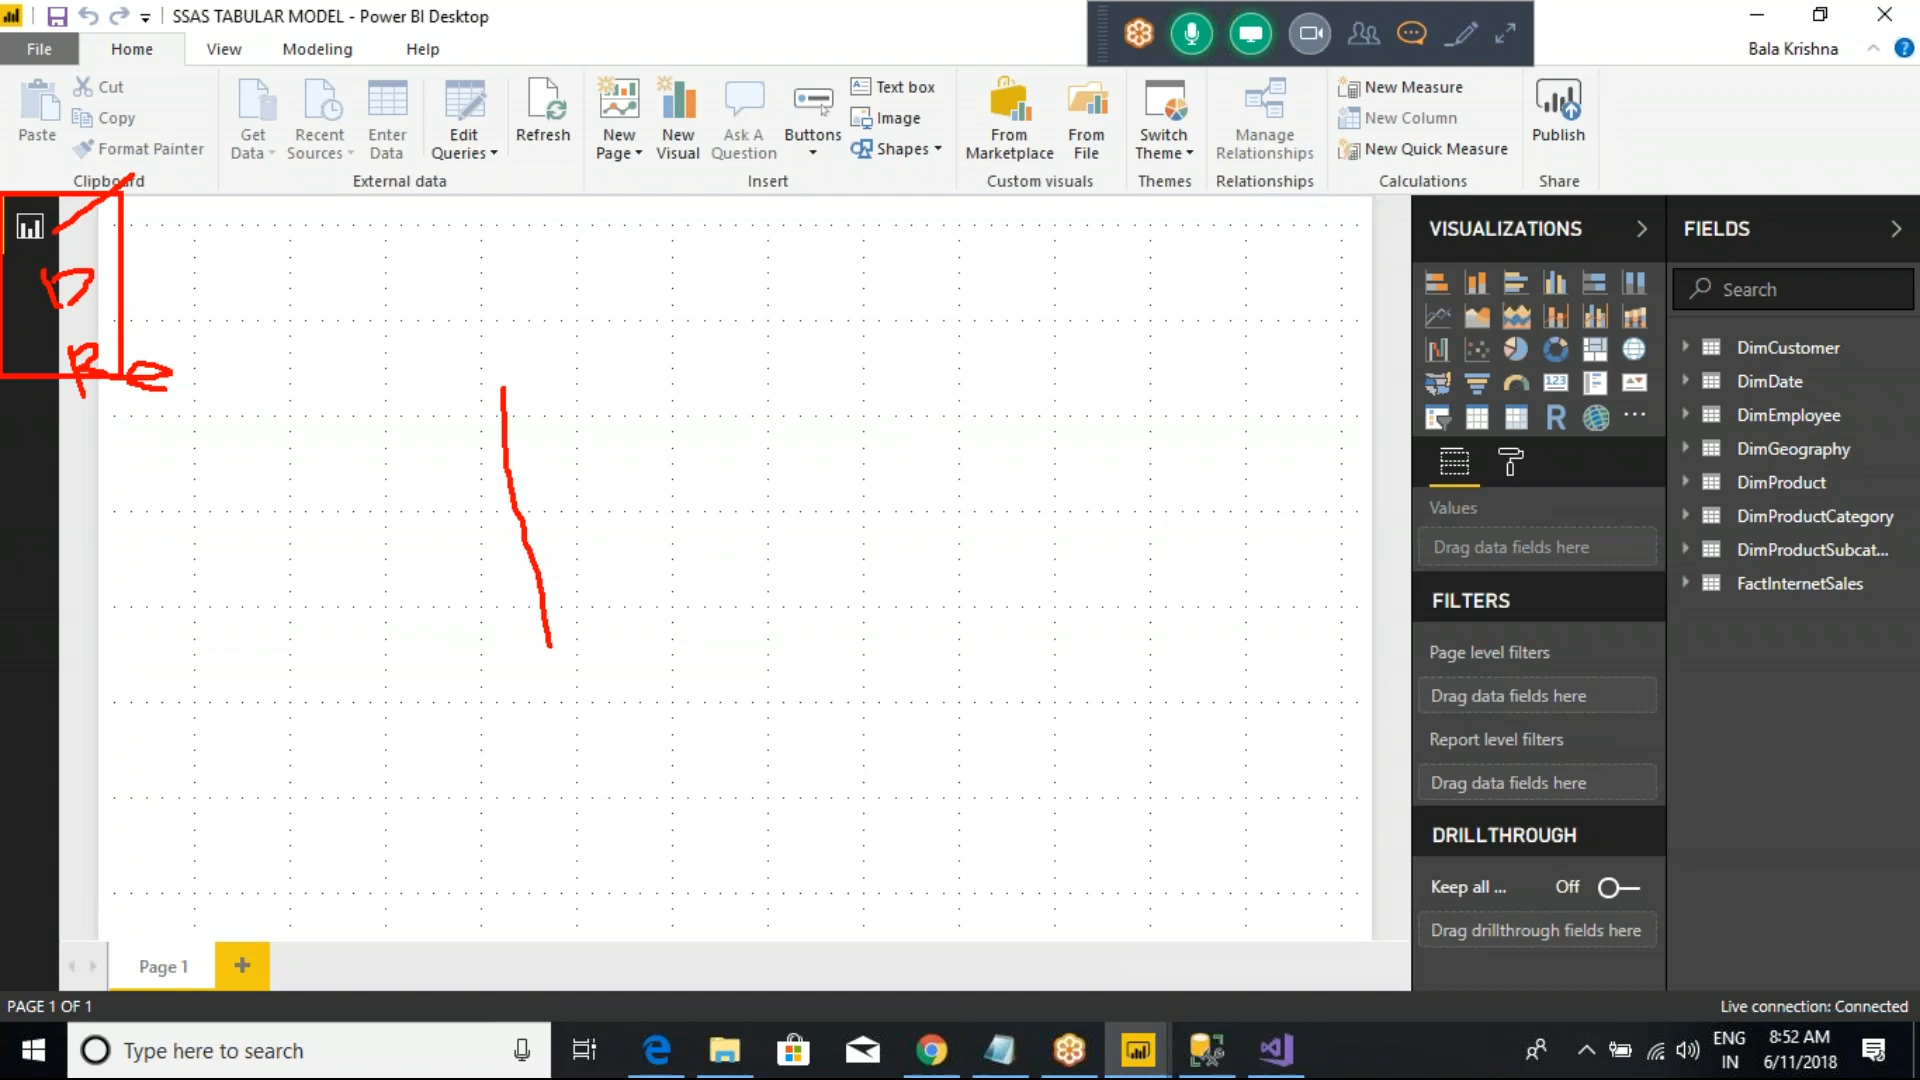 SSAS TABULAR MODEL - Power BI Desktop
File Home View Modeling Help
Bala Krishna
Paste
Cut
Copy
Format Painter
Clipboard
Get Data
Recent Sources
Enter Data
Edit Queries
Refresh
External data
New Page
New Visual
Ask A Question
Buttons
Text box
Image
Shapes
Insert
From Marketplace
From File
Custom visuals
Switch Theme
Themes
Manage Relationships
Relationships
New Measure
New Column
New Quick Measure
Calculations
Publish
Share
D
Re
VISUALIZATIONS
123
R
Values
Drag data fields here
FILTERS
Page level filters
Drag data fields here
Report level filters
Drag data fields here
DRILLTHROUGH
Keep all ... Off
Drag drillthrough fields here
FIELDS
Search
DimCustomer
DimDate
DimEmployee
DimGeography
DimProduct
DimProductCategory
DimProductSubcat...
FactInternetSales
Page 1
PAGE 1 OF 1
Live connection: Connected
Type here to search
ENG
IN
8:52 AM
6/11/2018